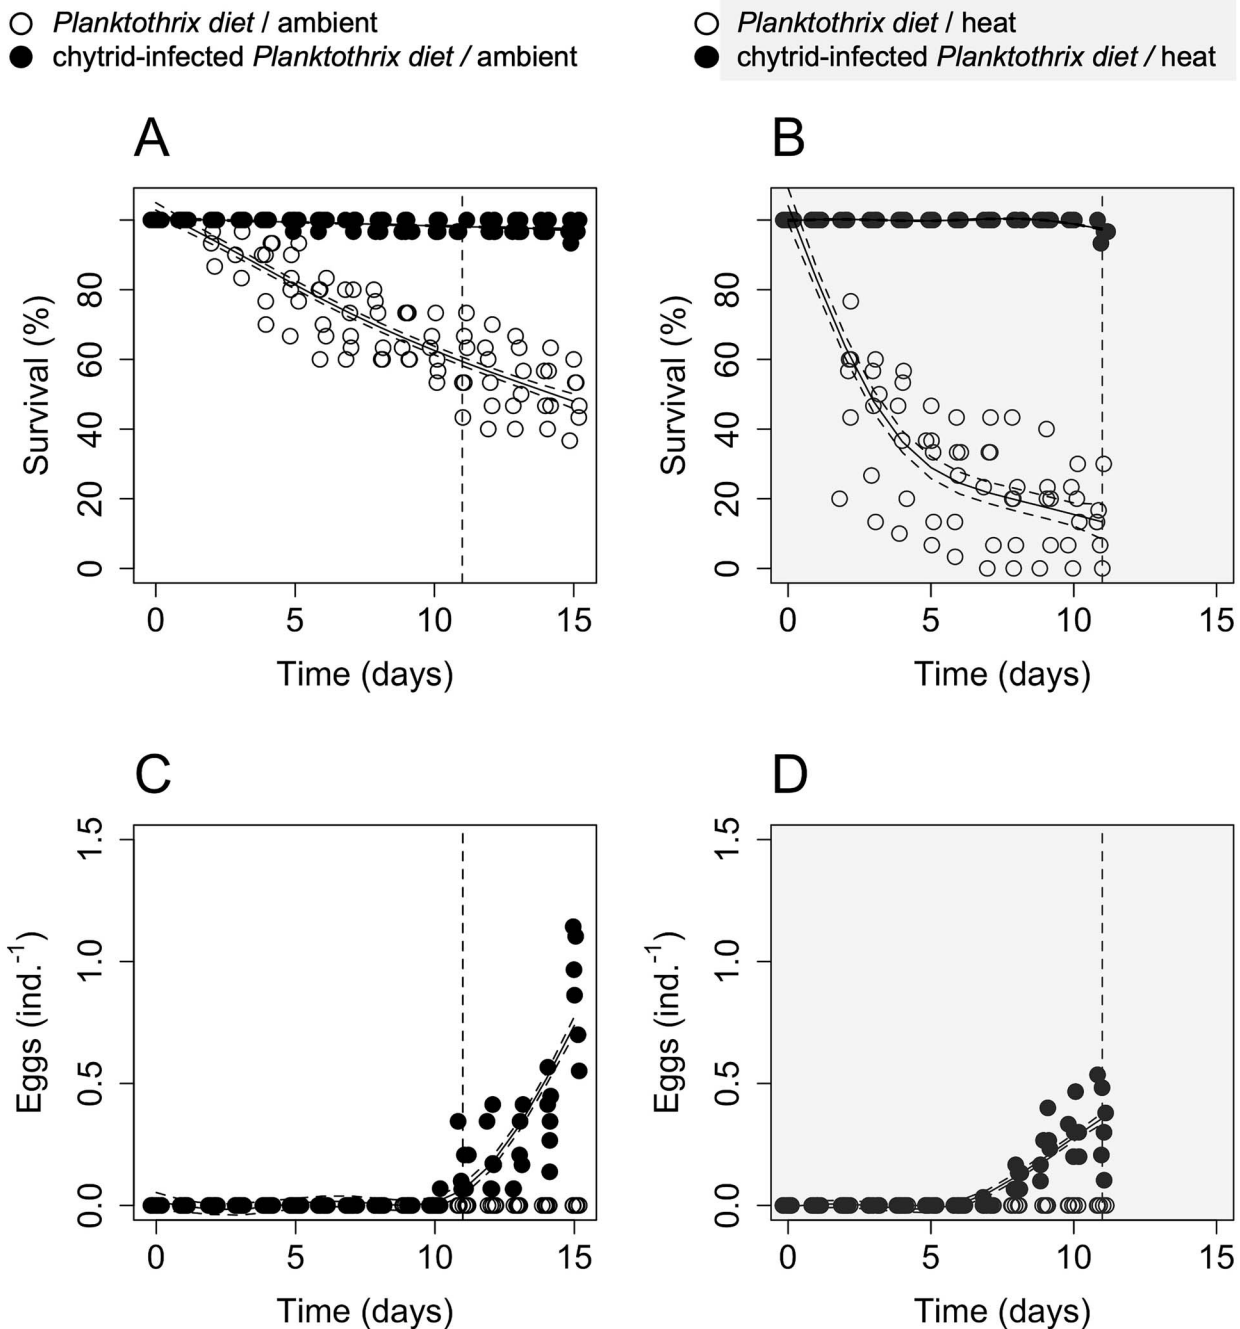 Planktothrix diet / ambient
chytrid-infected Planktothrix diet / ambient
Planktothrix diet / heat
chytrid-infected Planktothrix diet / heat
A
Survival (%)
80
60
40
20
0
0 5 10 15
Time (days)
B
Survival (%)
80
60
40
20
0
0 5 10 15
Time (days)
C
Eggs (ind.-1)
1.5
1.0
0.5
0.0
0 5 10 15
Time (days)
D
Eggs (ind.-1)
1.5
1.0
0.5
0.0
0 5 10 15
Time (days)